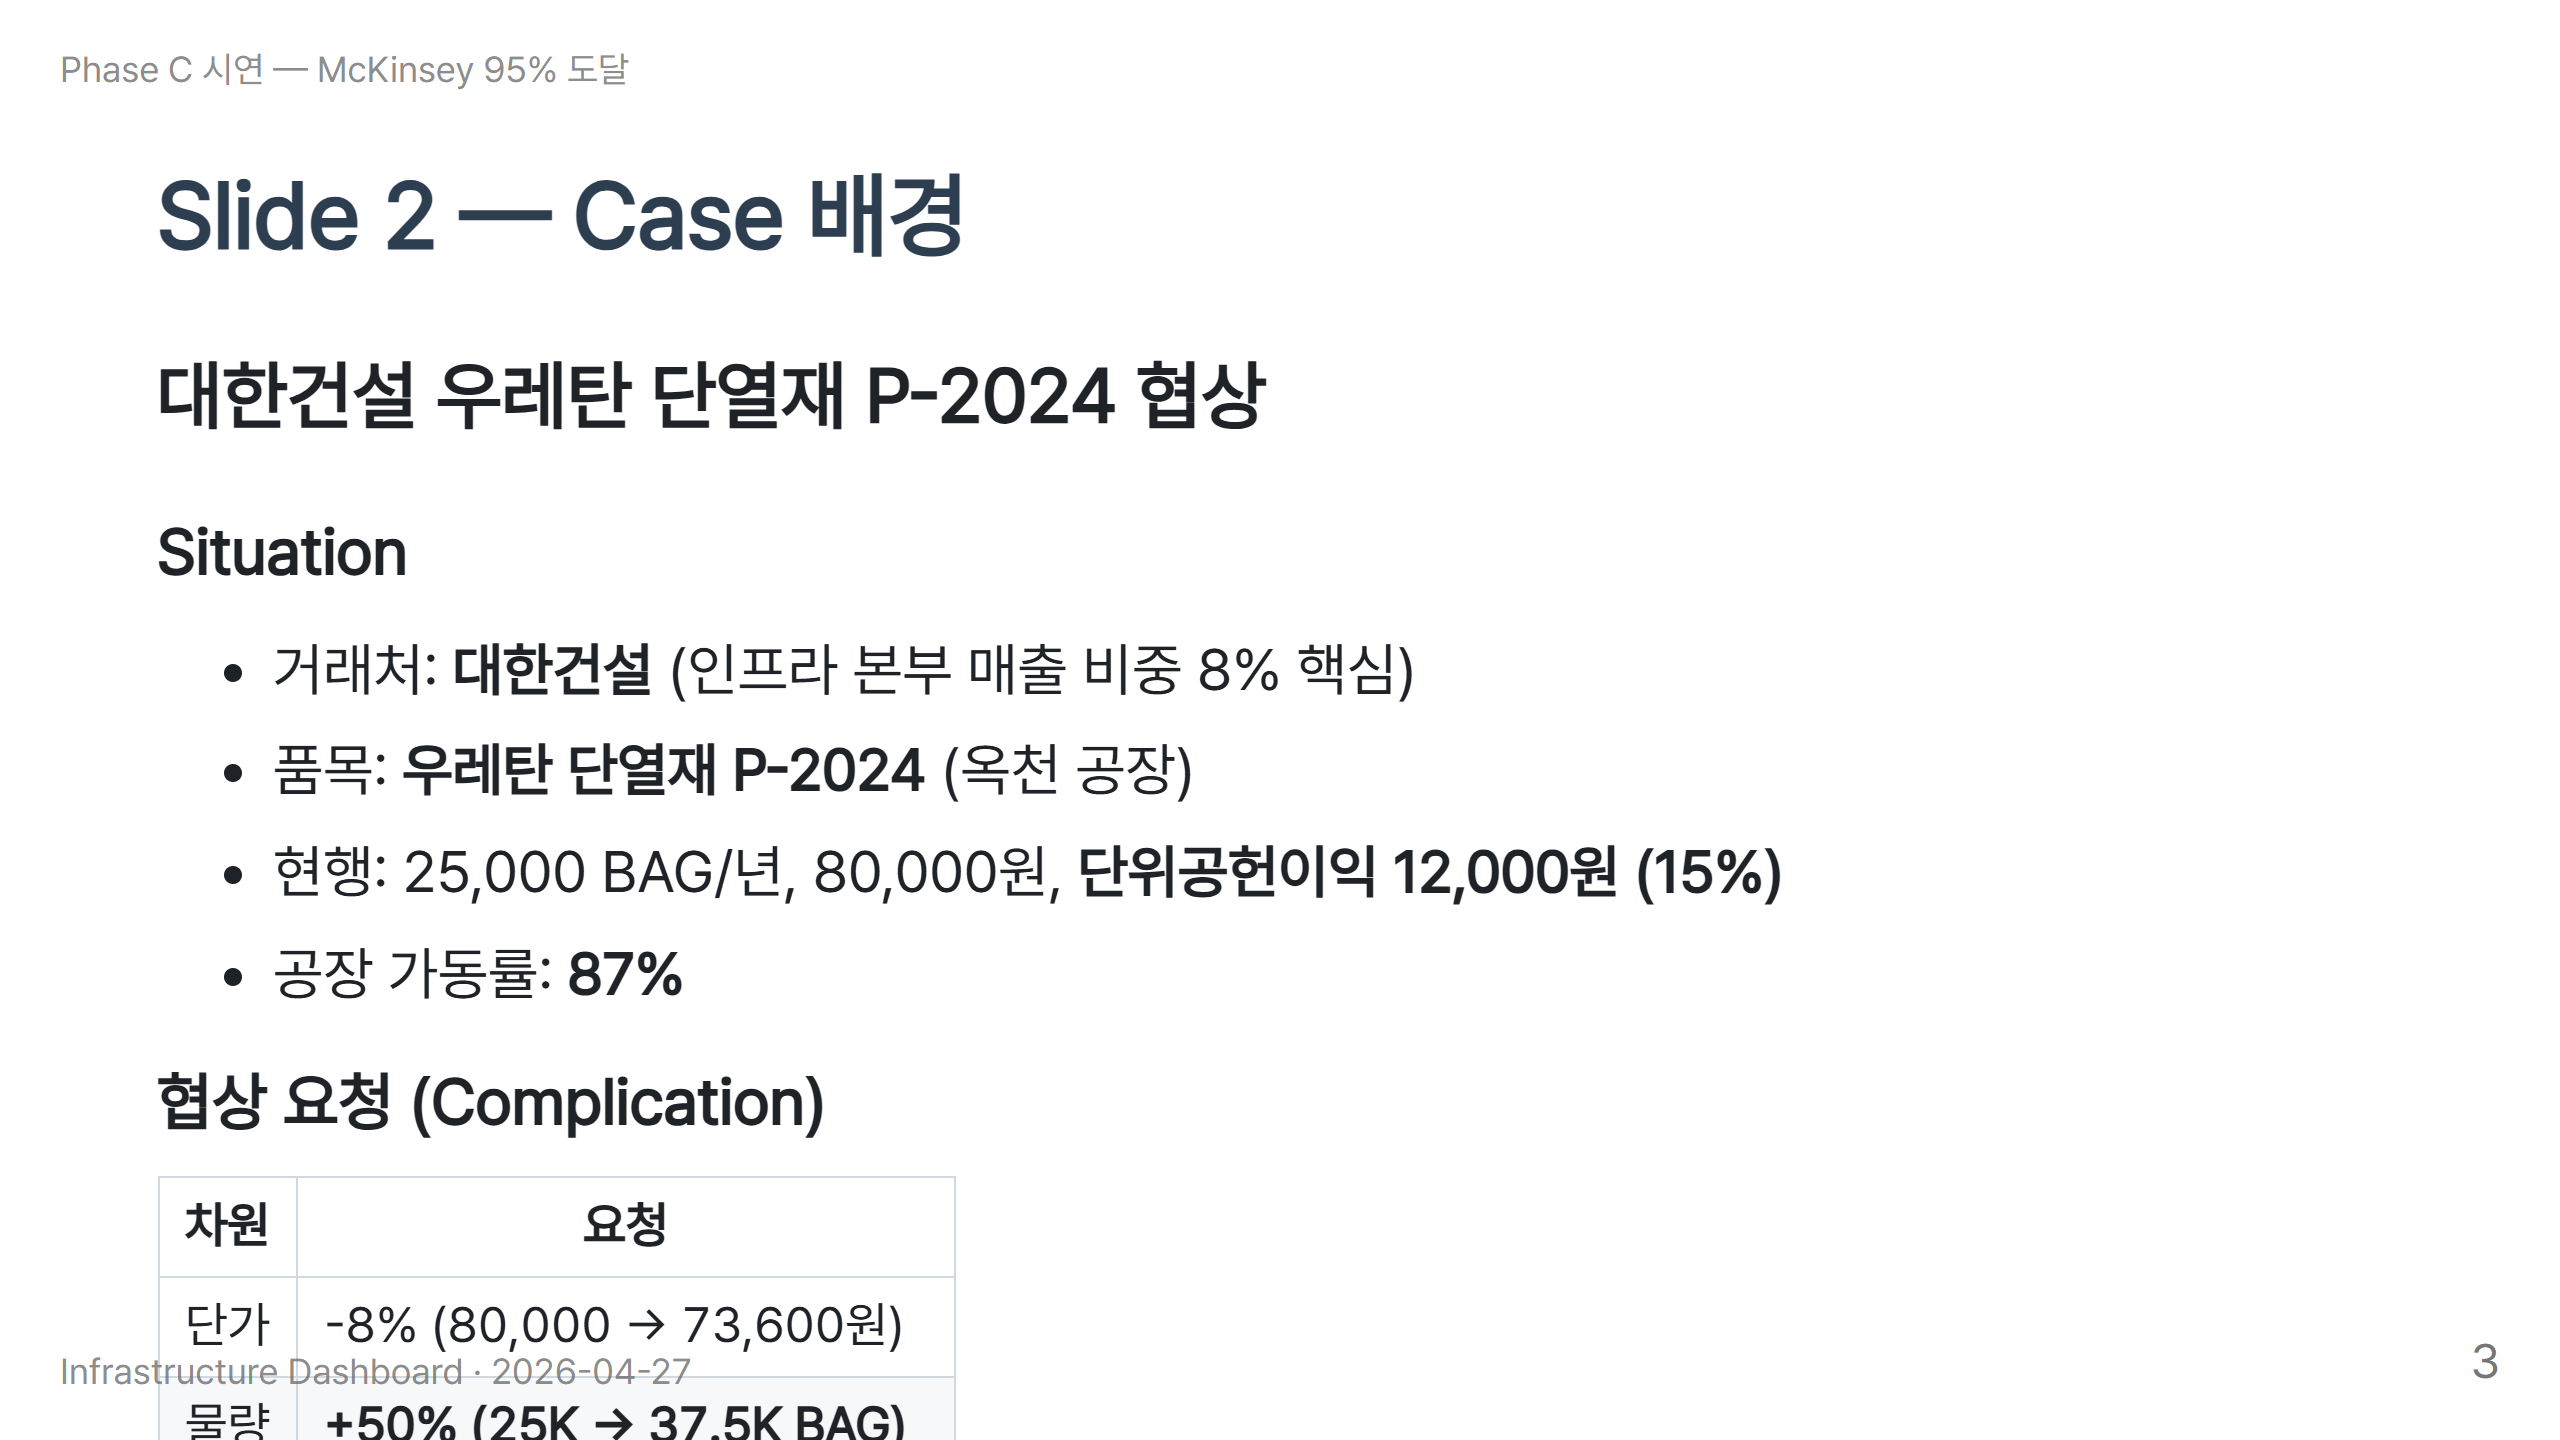 Phase C 시연 — McKinsey 95% 도달
Slide 2 — Case 배경
대한건설 우레탄 단열재 P-2024 협상
Situation
• 거래처: 대한건설 (인프라 본부 매출 비중 8% 핵심)
• 품목: 우레탄 단열재 P-2024 (옥천 공장)
• 현행: 25,000 BAG/년, 80,000원, 단위공헌이익 12,000원 (15%)
• 공장 가동률: 87%
협상 요청 (Complication)
차원 요청
단가 -8% (80,000 → 73,600원)
Infrastructure Dashboard · 2026-04-27
3
물량 +50% (25K → 37.5K BAG)